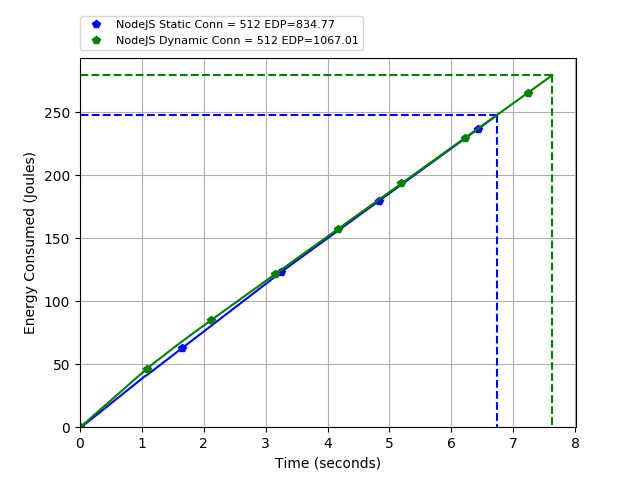 NodeJS Static Conn = 512 EDP=834.77
NodeJS Dynamic Conn = 512 EDP=1067.01
Energy Consumed (Joules)
250
200
150
100
50
0
0 1 2 3 4 5 6 7 8
Time (seconds)